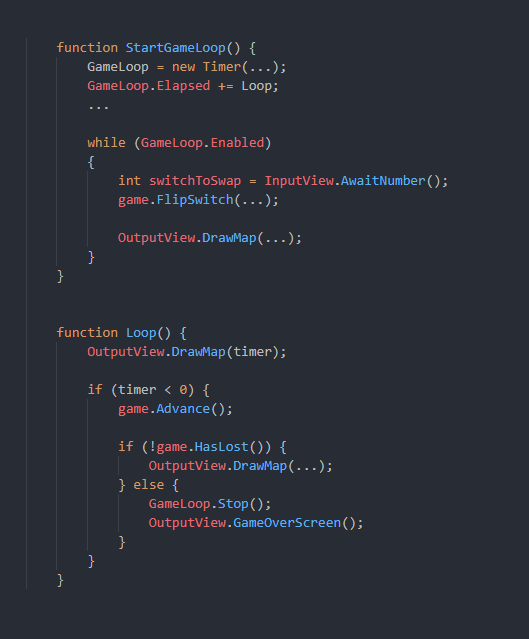 function StartGameLoop() {
    GameLoop = new Timer(...);
    GameLoop.Elapsed += Loop;
    ...

    while (GameLoop.Enabled)
    {
        int switchToSwap = InputView.AwaitNumber();
        game.FlipSwitch(...);

        OutputView.DrawMap(...);
    }
}


function Loop() {
    OutputView.DrawMap(timer);

    if (timer < 0) {
        game.Advance();

        if (!game.HasLost()) {
            OutputView.DrawMap(...);
        } else {
            GameLoop.Stop();
            OutputView.GameOverScreen();
        }
    }
}